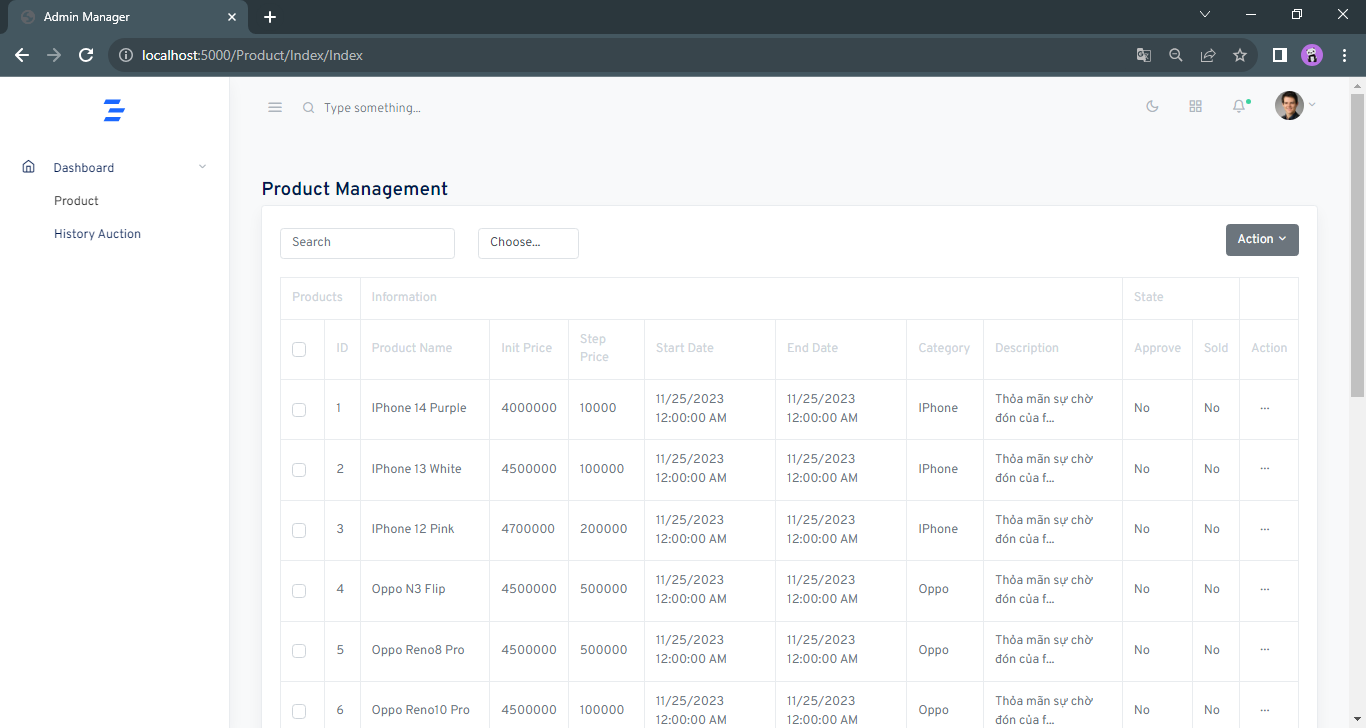 Admin Manager
localhost:5000/Product/Index/Index
Type something...
Dashboard
Product
History Auction
Product Management
Search
Choose...
Action
Products Information State
ID Product Name Init Price Step Price Start Date End Date Category Description Approve Sold Action
1 IPhone 14 Purple 4000000 10000 11/25/2023 12:00:00 AM 11/25/2023 12:00:00 AM IPhone Thỏa mãn sự chờ đón của f... No No ...
2 IPhone 13 White 4500000 100000 11/25/2023 12:00:00 AM 11/25/2023 12:00:00 AM IPhone Thỏa mãn sự chờ đón của f... No No ...
3 IPhone 12 Pink 4700000 200000 11/25/2023 12:00:00 AM 11/25/2023 12:00:00 AM IPhone Thỏa mãn sự chờ đón của f... No No ...
4 Oppo N3 Flip 4500000 500000 11/25/2023 12:00:00 AM 11/25/2023 12:00:00 AM Oppo Thỏa mãn sự chờ đón của f... No No ...
5 Oppo Reno8 Pro 4500000 500000 11/25/2023 12:00:00 AM 11/25/2023 12:00:00 AM Oppo Thỏa mãn sự chờ đón của f... No No ...
6 Oppo Reno10 Pro 4500000 100000 11/25/2023 12:00:00 AM 11/25/2023 12:00:00 AM Oppo Thỏa mãn sự chờ đón của f... No No ...